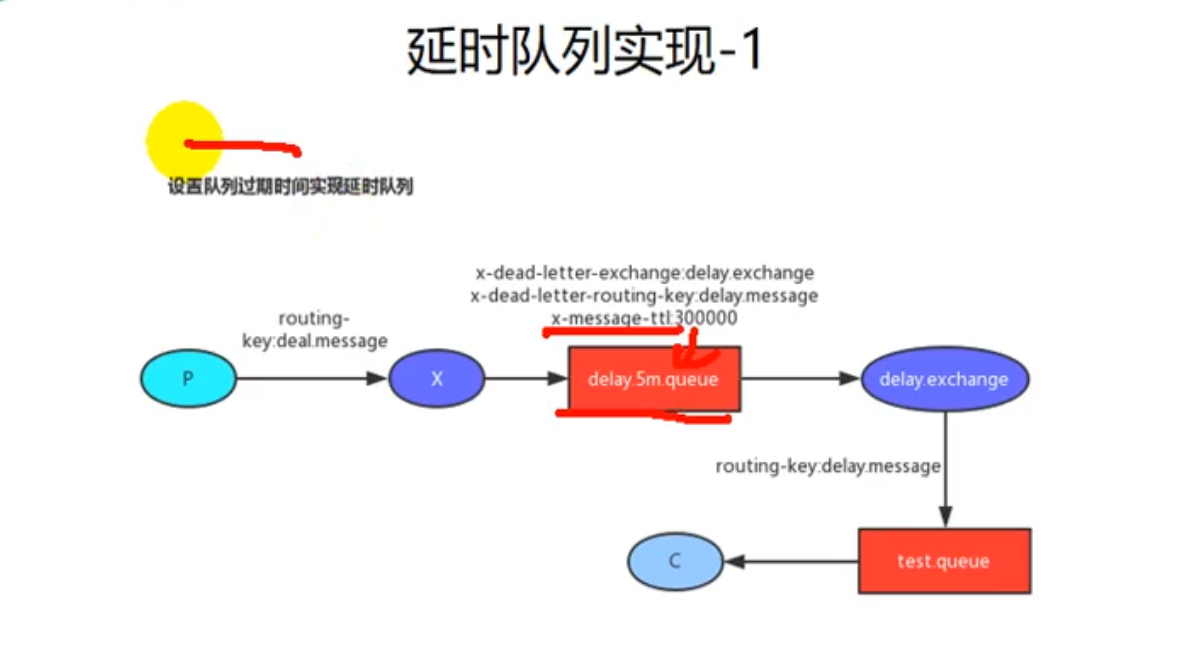 延时队列实现-1
设置队列过期时间实现延时队列
x-dead-letter-exchange:delay.exchange
x-dead-letter-routing-key:delay.message
x-message-ttl:300000
routing-
key:deal.message
P
X
delay.5m.queue
delay.exchange
routing-key:delay.message
C
test.queue